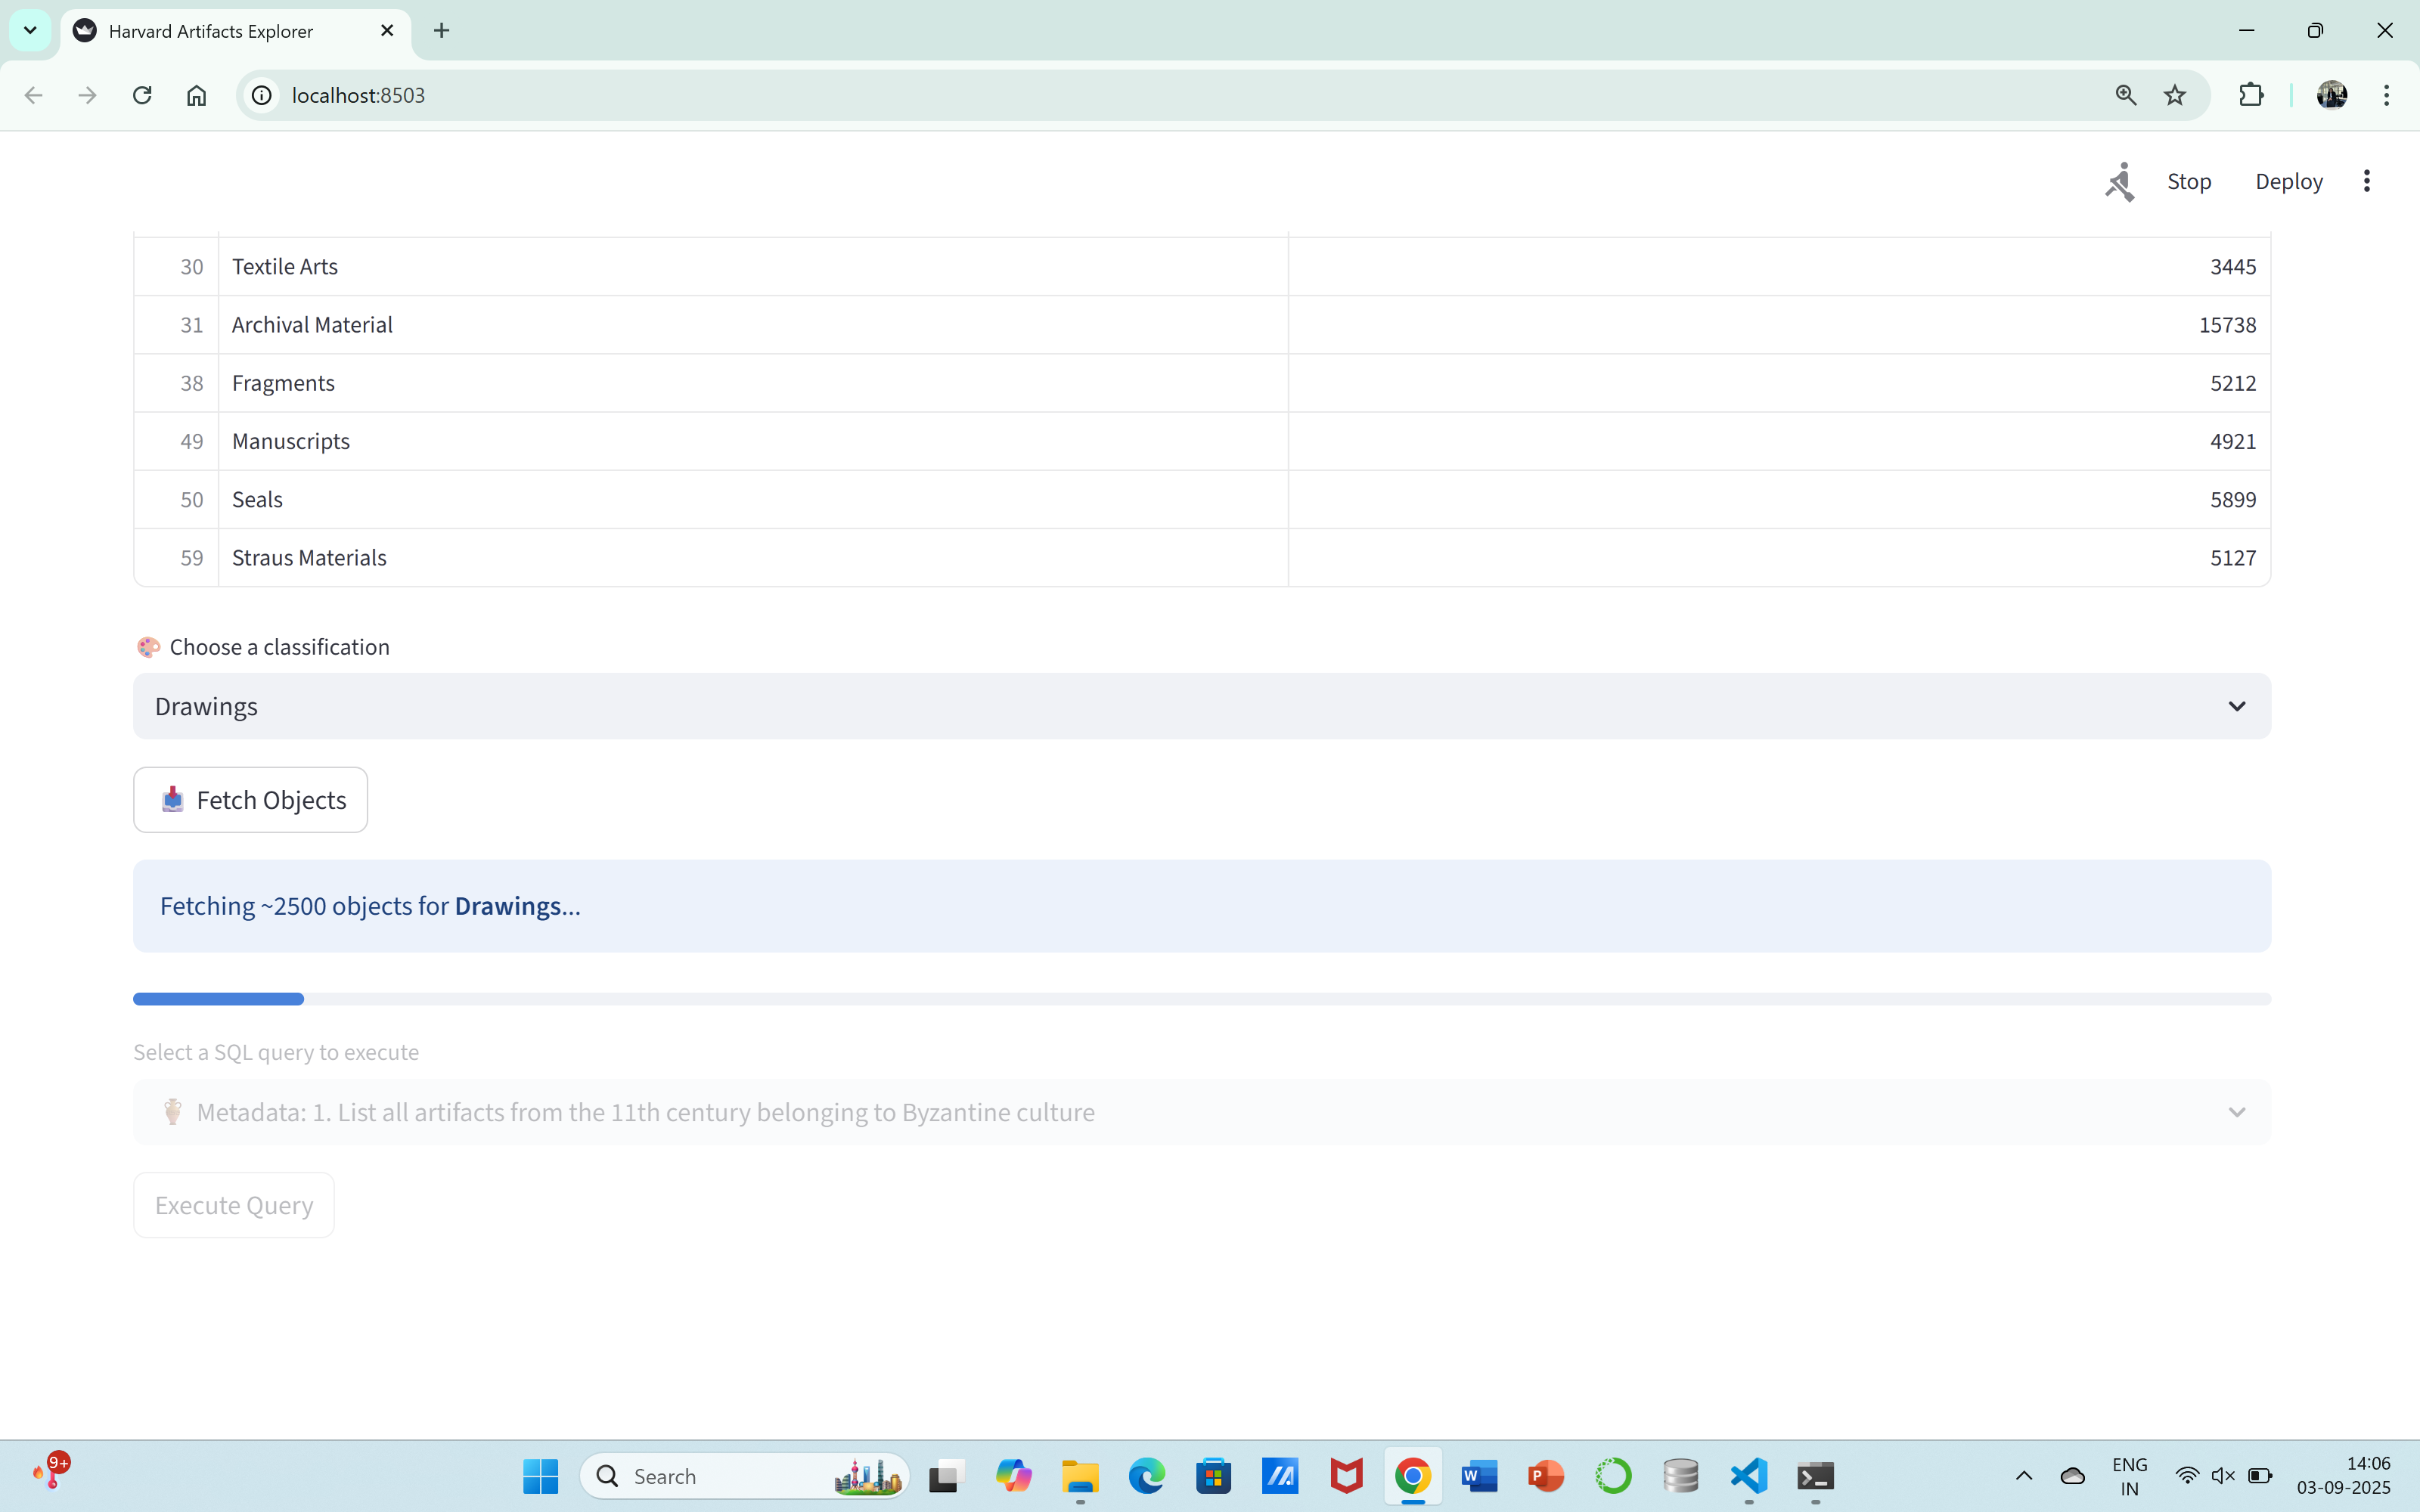 Harvard Artifacts Explorer
localhost:8503
Stop Deploy
30 Textile Arts 3445
31 Archival Material 15738
38 Fragments 5212
49 Manuscripts 4921
50 Seals 5899
59 Straus Materials 5127
Choose a classification
Drawings
Fetch Objects
Fetching ~2500 objects for Drawings...
Select a SQL query to execute
Metadata: 1. List all artifacts from the 11th century belonging to Byzantine culture
Execute Query
9+
Search
W
P
ENG
IN
14:06
03-09-2025